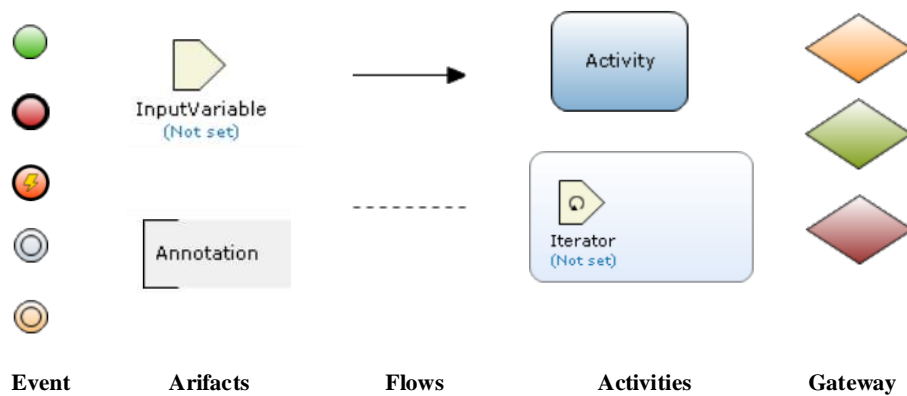 Activity
InputVariable
(Not set)
Iterator
(Not set)
Annotation
Event
Arifacts
Flows
Activities
Gateway